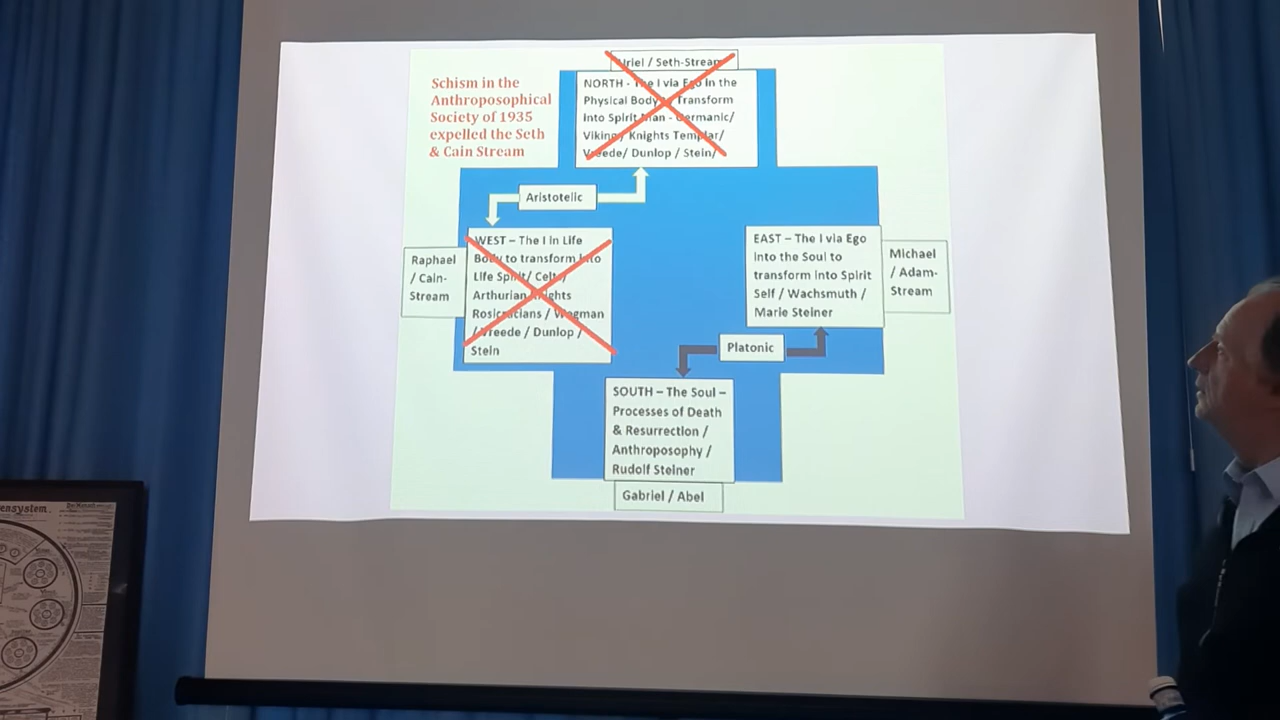 Schism in the
Anthroposophical
Society of 1935
expelled the Seth
& Cain Stream
Uriel / Seth-Stream
NORTH - The I via Ego in the
Physical Body Transform
into Spirit Man - Germanic/
Viking/ Knights Templar/
Vreede/ Dunlop / Stein/
Aristotelic
Raphael
/ Cain-
Stream
WEST – The I in Life
Body to transform into
Life Spirit/ Celt /
Arthurian Knights
Rosicrucians / Wegman
/ Vreede / Dunlop /
Stein
EAST – The I via Ego
into the Soul to
transform into Spirit
Self / Wachsmuth /
Marie Steiner
Michael
/ Adam-
Stream
Platonic
SOUTH – The Soul –
Processes of Death
& Resurrection /
Anthroposophy /
Rudolf Steiner
Gabriel / Abel